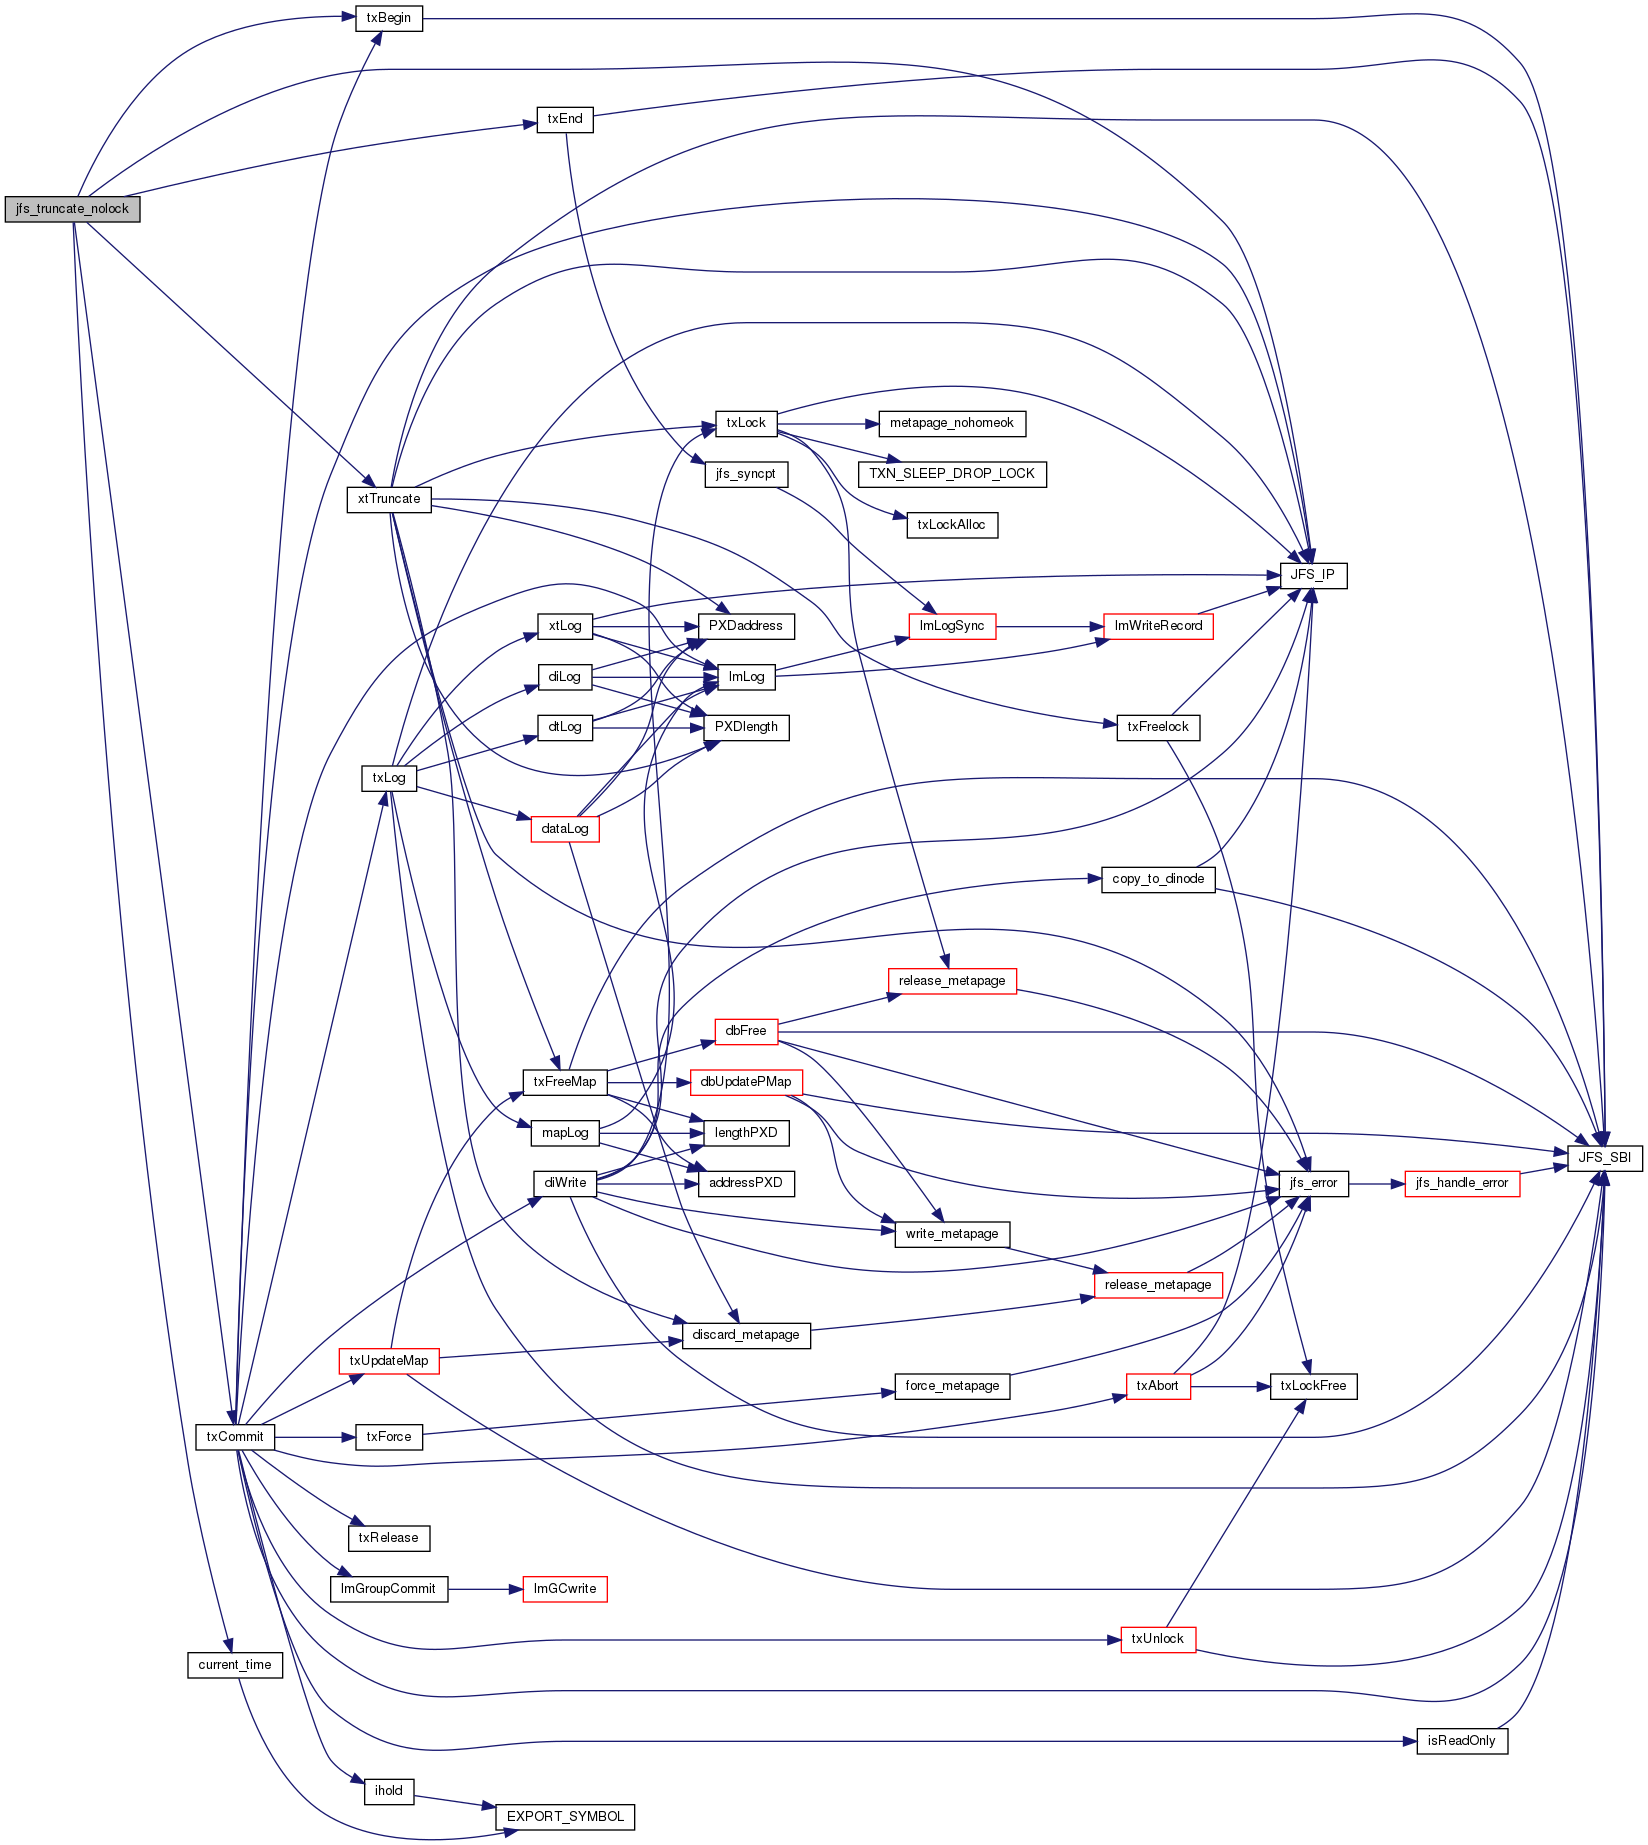 txBegin
txEnd
jfs_truncate_nolock
txLock
metapage_nohomeok
jfs_syncpt
TXN_SLEEP_DROP_LOCK
xtTruncate
txLockAlloc
JFS_IP
xtLog
PXDaddress
lmLogSync
lmWriteRecord
diLog
lmLog
dtLog
PXDlength
txFreelock
txLog
dataLog
copy_to_dinode
release_metapage
dbFree
txFreeMap
dbUpdatePMap
mapLog
lengthPXD
JFS_SBI
diWrite
addressPXD
jfs_error
jfs_handle_error
write_metapage
release_metapage
discard_metapage
txUpdateMap
force_metapage
txAbort
txLockFree
txCommit
txForce
txRelease
lmGroupCommit
lmGCwrite
txUnlock
current_time
isReadOnly
ihold
EXPORT_SYMBOL